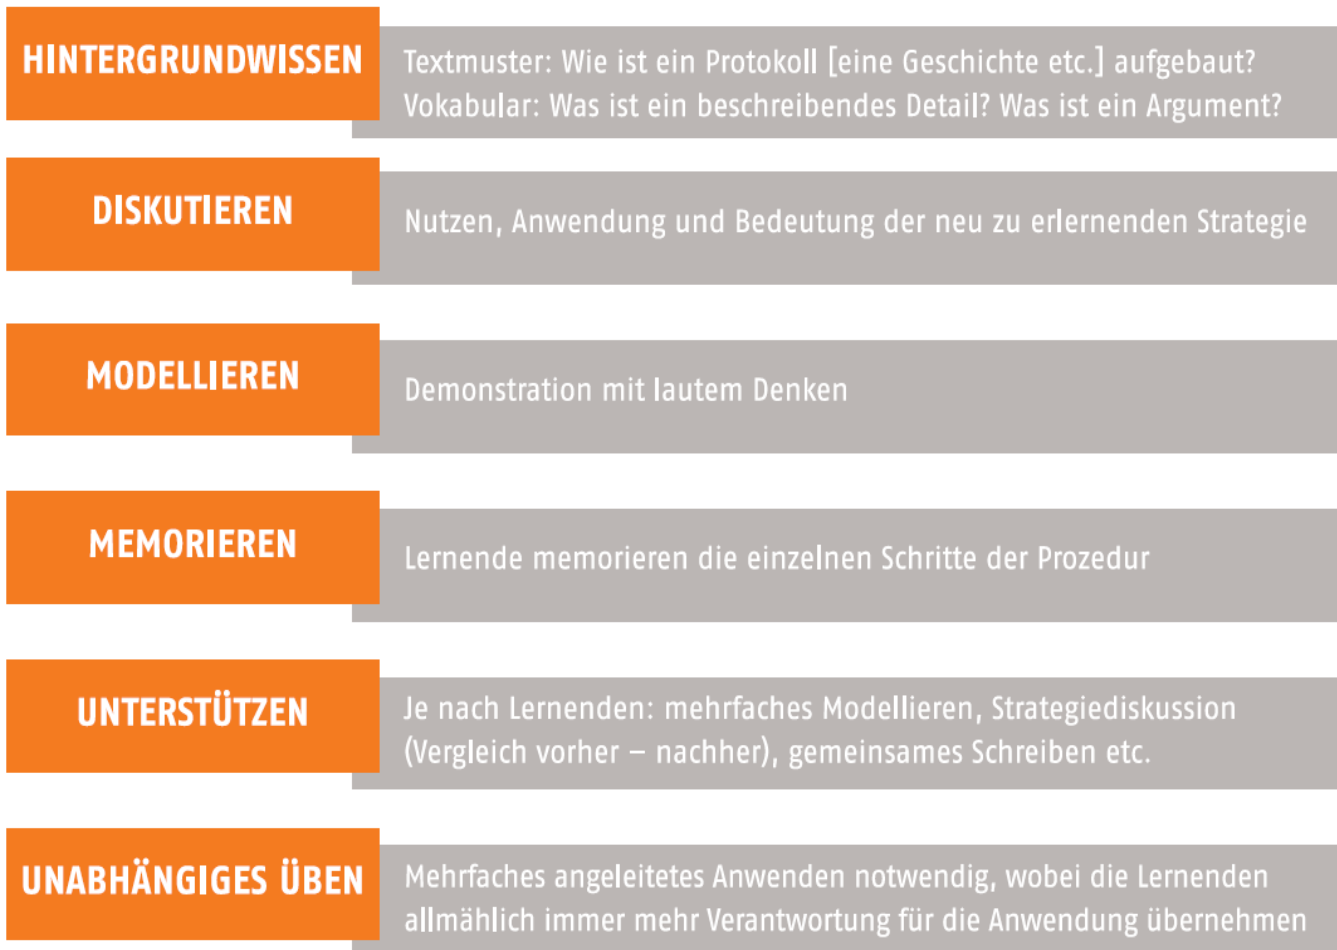 HINTERGRUNDWISSEN
Textmuster: Wie ist ein Protokoll [eine Geschichte etc.] aufgebaut?
Vokabular: Was ist ein beschreibendes Detail? Was ist ein Argument?
DISKUTIEREN
Nutzen, Anwendung und Bedeutung der neu zu erlernenden Strategie
MODELLIEREN
Demonstration mit lautem Denken
MEMORIEREN
Lernende memorieren die einzelnen Schritte der Prozedur
UNTERSTÜTZEN
Je nach Lernenden: mehrfaches Modellieren, Strategiediskussion
(Vergleich vorher – nachher), gemeinsames Schreiben etc.
UNABHÄNGIGES ÜBEN
Mehrfaches angeleitetes Anwenden notwendig, wobei die Lernenden
allmählich immer mehr Verantwortung für die Anwendung übernehmen